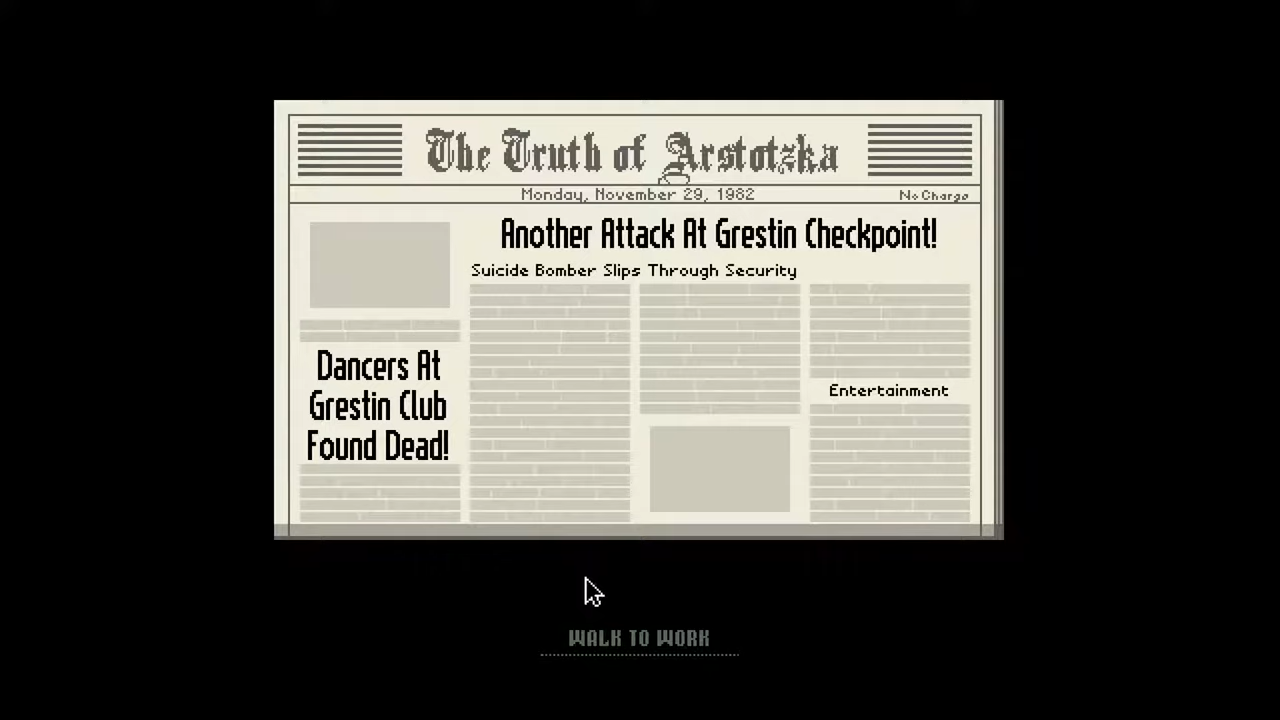 The Truth of Arstotzka
Monday, November 29, 1982
No Charge
Another Attack At Grestin Checkpoint!
Suicide Bomber Slips Through Security
Dancers At
Grestin Club
Found Dead!
Entertainment
WALK TO WORK